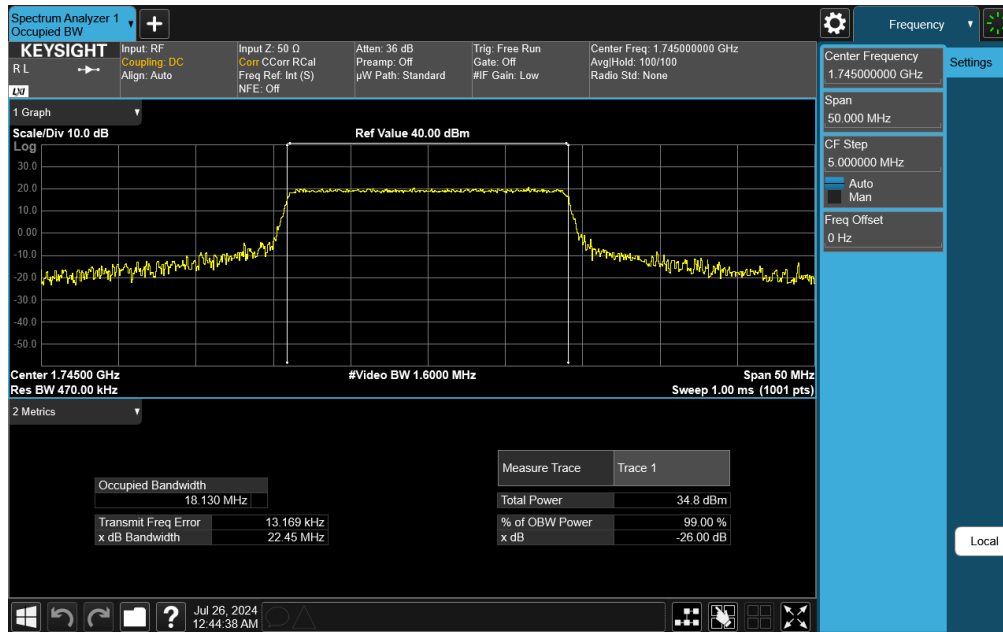 Spectrum Analyzer 1
Occupied BW
Frequency
KEYSIGHT
R L
LXI
Input: RF
Coupling: DC
Align: Auto
Input Z: 50 Ω
Corr CCorr RCal
Freq Ref: Int (S)
NFE: Off
Atten: 36 dB
Preamp: Off
µW Path: Standard
Trig: Free Run
Gate: Off
#IF Gain: Low
Center Freq: 1.745000000 GHz
Avg|Hold: 100/100
Radio Std: None
Center Frequency
1.745000000 GHz
Settings
Span
50.000 MHz
CF Step
5.000000 MHz
Auto
Man
Freq Offset
0 Hz
1 Graph
Scale/Div 10.0 dB
Ref Value 40.00 dBm
Log
30.0
20.0
10.0
0.00
-10.0
-20.0
-30.0
-40.0
-50.0
Center 1.74500 GHz
#Video BW 1.6000 MHz
Span 50 MHz
Res BW 470.00 kHz
Sweep 1.00 ms (1001 pts)
2 Metrics
Measure Trace Trace 1
Occupied Bandwidth
18.130 MHz
Total Power 34.8 dBm
Transmit Freq Error 13.169 kHz
% of OBW Power 99.00 %
x dB Bandwidth 22.45 MHz
x dB -26.00 dB
Local
?
Jul 26, 2024
12:44:38 AM